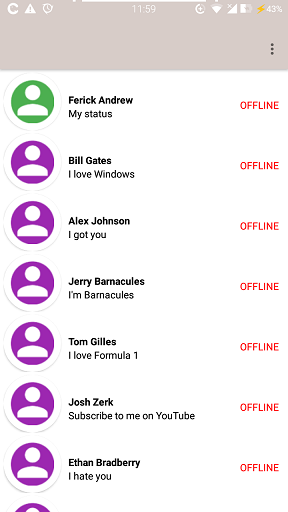 11:59
43%
Ferick Andrew
My status
OFFLINE
Bill Gates
I love Windows
OFFLINE
Alex Johnson
I got you
OFFLINE
Jerry Barnacules
I'm Barnacules
OFFLINE
Tom Gilles
I love Formula 1
OFFLINE
Josh Zerk
Subscribe to me on YouTube
OFFLINE
Ethan Bradberry
I hate you
OFFLINE